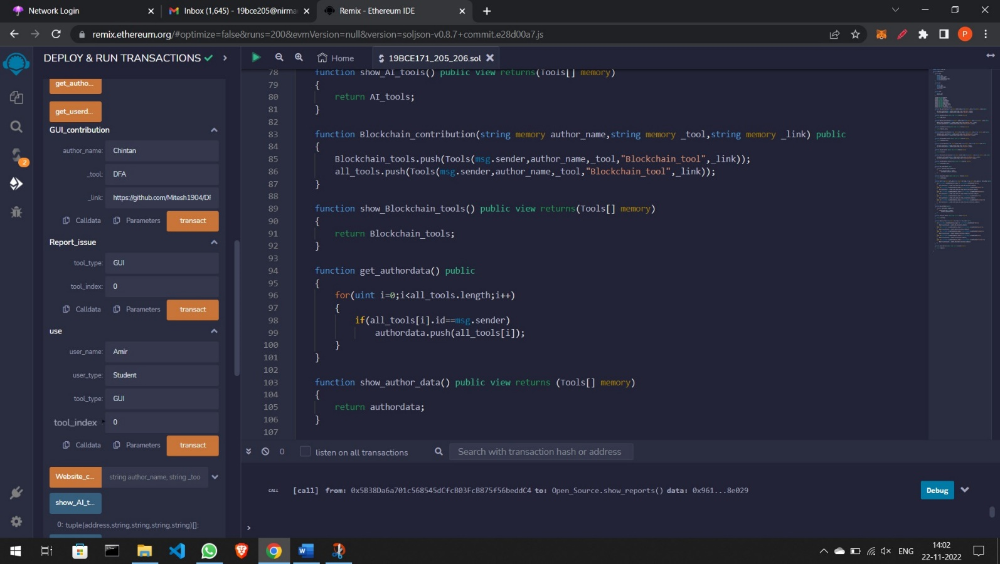 Network Login
Inbox (1,645) - 19bce205@nirma
Remix - Ethereum IDE
remix.ethereum.org/#optimize=false&runs=200&evmVersion=null&version=soljson-v0.8.7+commit.e28d00a7.js
P
DEPLOY & RUN TRANSACTIONS
Home
19BCE171_205_206.sol
get_autho...
get_userd...
GUI_contribution
author_name: Chintan
_tool: DFA
_link: https://github.com/Mitesh1904/DF
Calldata Parameters transact
Report_issue
tool_type: GUI
tool_index: 0
Calldata Parameters transact
use
user_name: Amir
user_type: Student
tool_type: GUI
tool_index 0
Calldata Parameters transact
Website_c... string author_name, string _too
show_AI_t...
0: tuple(address,string,string,string,string)[]:
2
78 function show_AI_tools() public view returns(Tools[] memory)
79 {
80 return AI_tools;
81 }
82
83 function Blockchain_contribution(string memory author_name,string memory _tool,string memory _link) public
84 {
85 Blockchain_tools.push(Tools(msg.sender,author_name,_tool,"Blockchain_tool",_link));
86 all_tools.push(Tools(msg.sender,author_name,_tool,"Blockchain_tool",_link));
87 }
88
89 function show_Blockchain_tools() public view returns(Tools[] memory)
90 {
91 return Blockchain_tools;
92 }
93
94 function get_authordata() public
95 {
96 for(uint i=0;i<all_tools.length;i++)
97 {
98 if(all_tools[i].id==msg.sender)
99 authordata.push(all_tools[i]);
100 }
101 }
102
103 function show_author_data() public view returns (Tools[] memory)
104 {
105 return authordata;
106 }
107
0 listen on all transactions Search with transaction hash or address
CALL [call] from: 0x5B38Da6a701c568545dCfcB03FcB875f56beddC4 to: Open_Source.show_reports() data: 0x961...8e029 Debug
>
ENG
14:02
22-11-2022